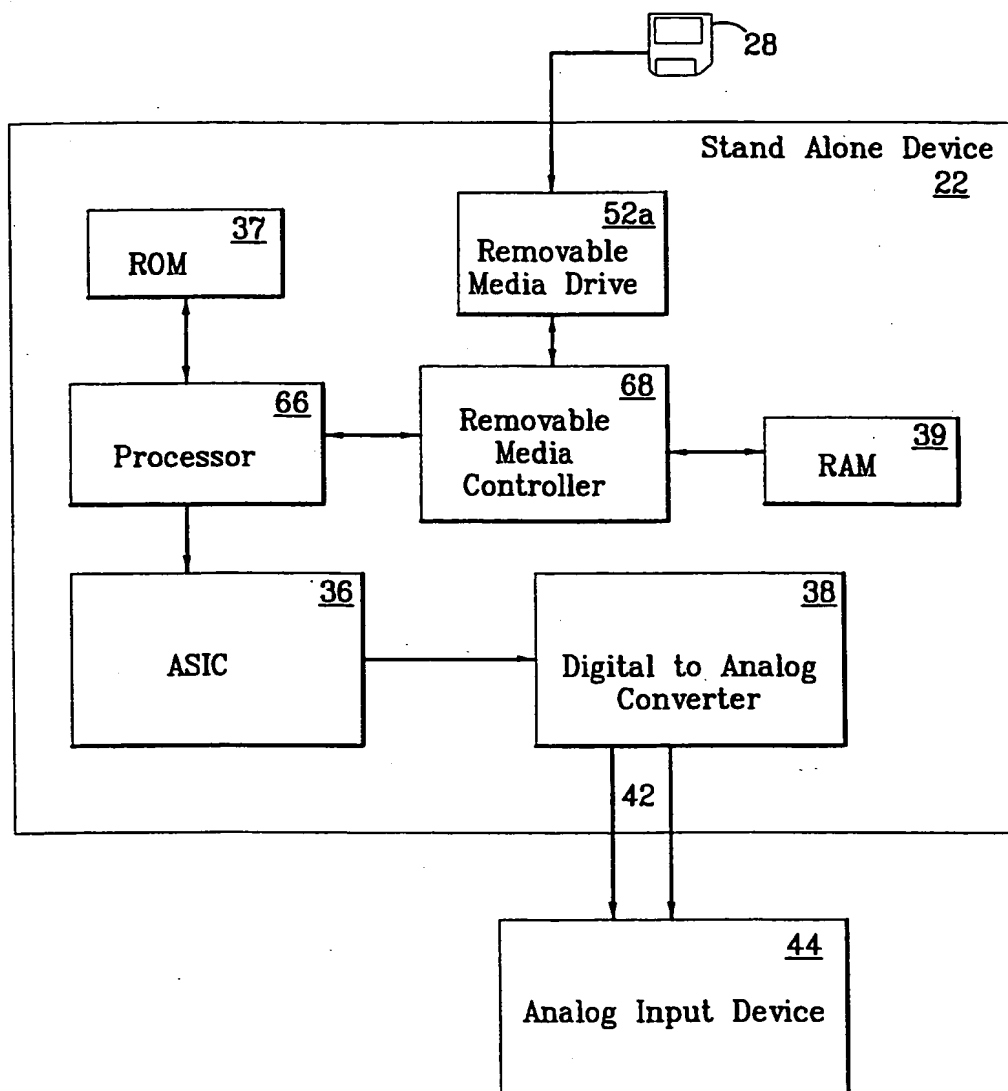 28
Stand Alone Device
22
52a
Removable
Media Drive
37
ROM
66
Processor
68
Removable
Media
Controller
39
RAM
36
ASIC
38
Digital to Analog
Converter
42
44
Analog Input Device